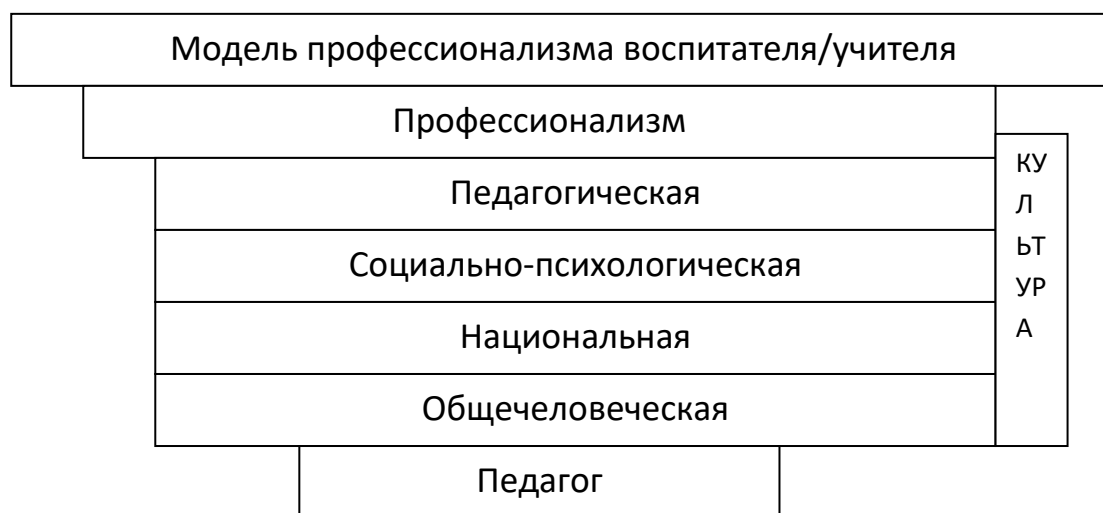 Модель профессионализма воспитателя/учителя
Профессионализм
Педагогическая
Социально-психологическая
Национальная
Общечеловеческая
Педагог
КУ
Л
ЬТ
УР
А